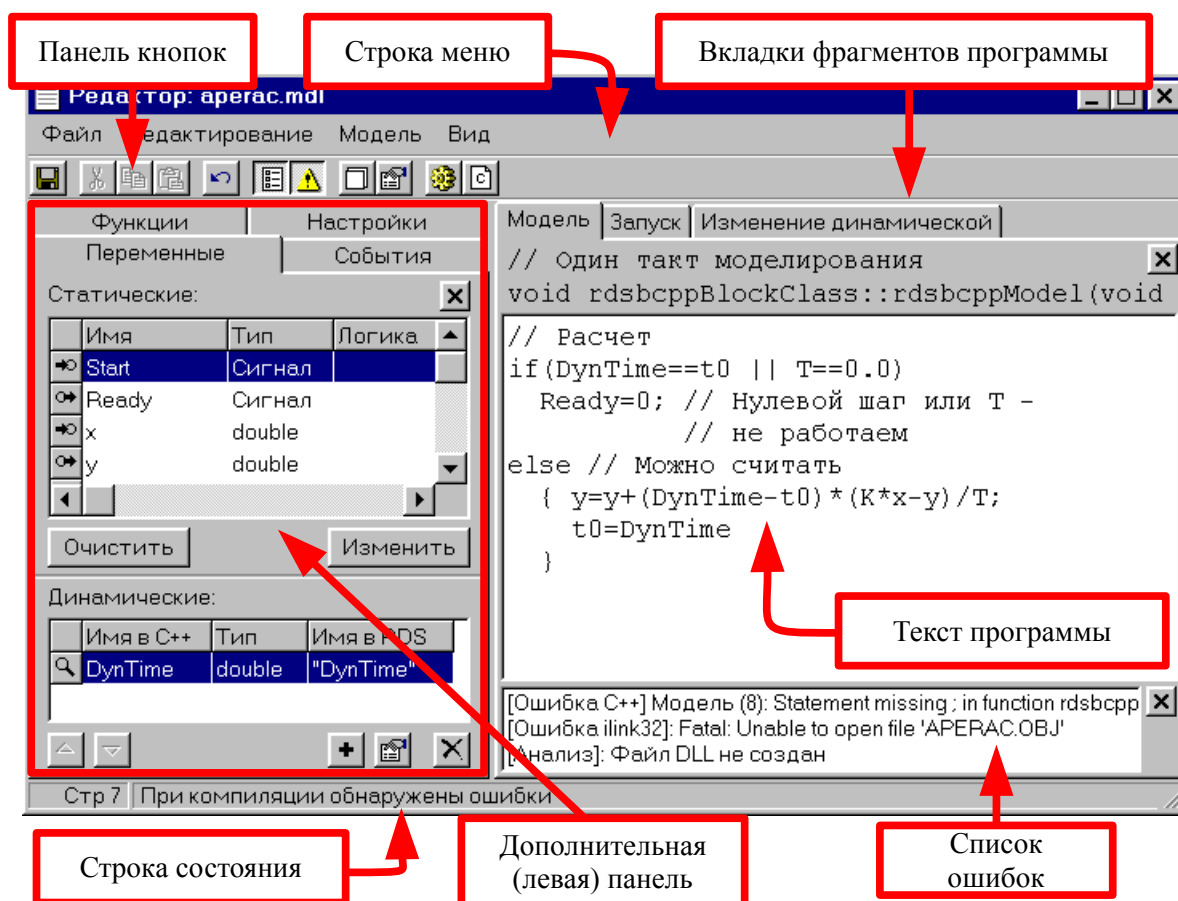 Панель кнопок
Строка меню
Вкладки фрагментов программы
Редактор: aperac.mdl
Файл Редактирование Модель Вид
Функции Настройки
Переменные События
Статические:
Имя Тип Логика
Start Сигнал
Ready Сигнал
x double
y double
Очистить Изменить
Динамические:
Имя в C++ Тип Имя в RDS
DynTime double "DynTime"
Модель Запуск Изменение динамической
// Один такт моделирования
void rdsbcppBlockClass::rdsbcppModel(void
// Расчет
if(DynTime==t0 || T==0.0)
Ready=0; // Нулевой шаг или T -
// не работаем
else // Можно считать
{ y=y+(DynTime-t0)*(K*x-y)/T;
t0=DynTime
}
Текст программы
[Ошибка C++] Модель (8): Statement missing ; in function rdsbcpp
[Ошибка ilink32]: Fatal: Unable to open file 'APERAC.OBJ'
[Анализ]: Файл DLL не создан
Стр 7 При компиляции обнаружены ошибки
Строка состояния
Дополнительная
(левая) панель
Список
ошибок